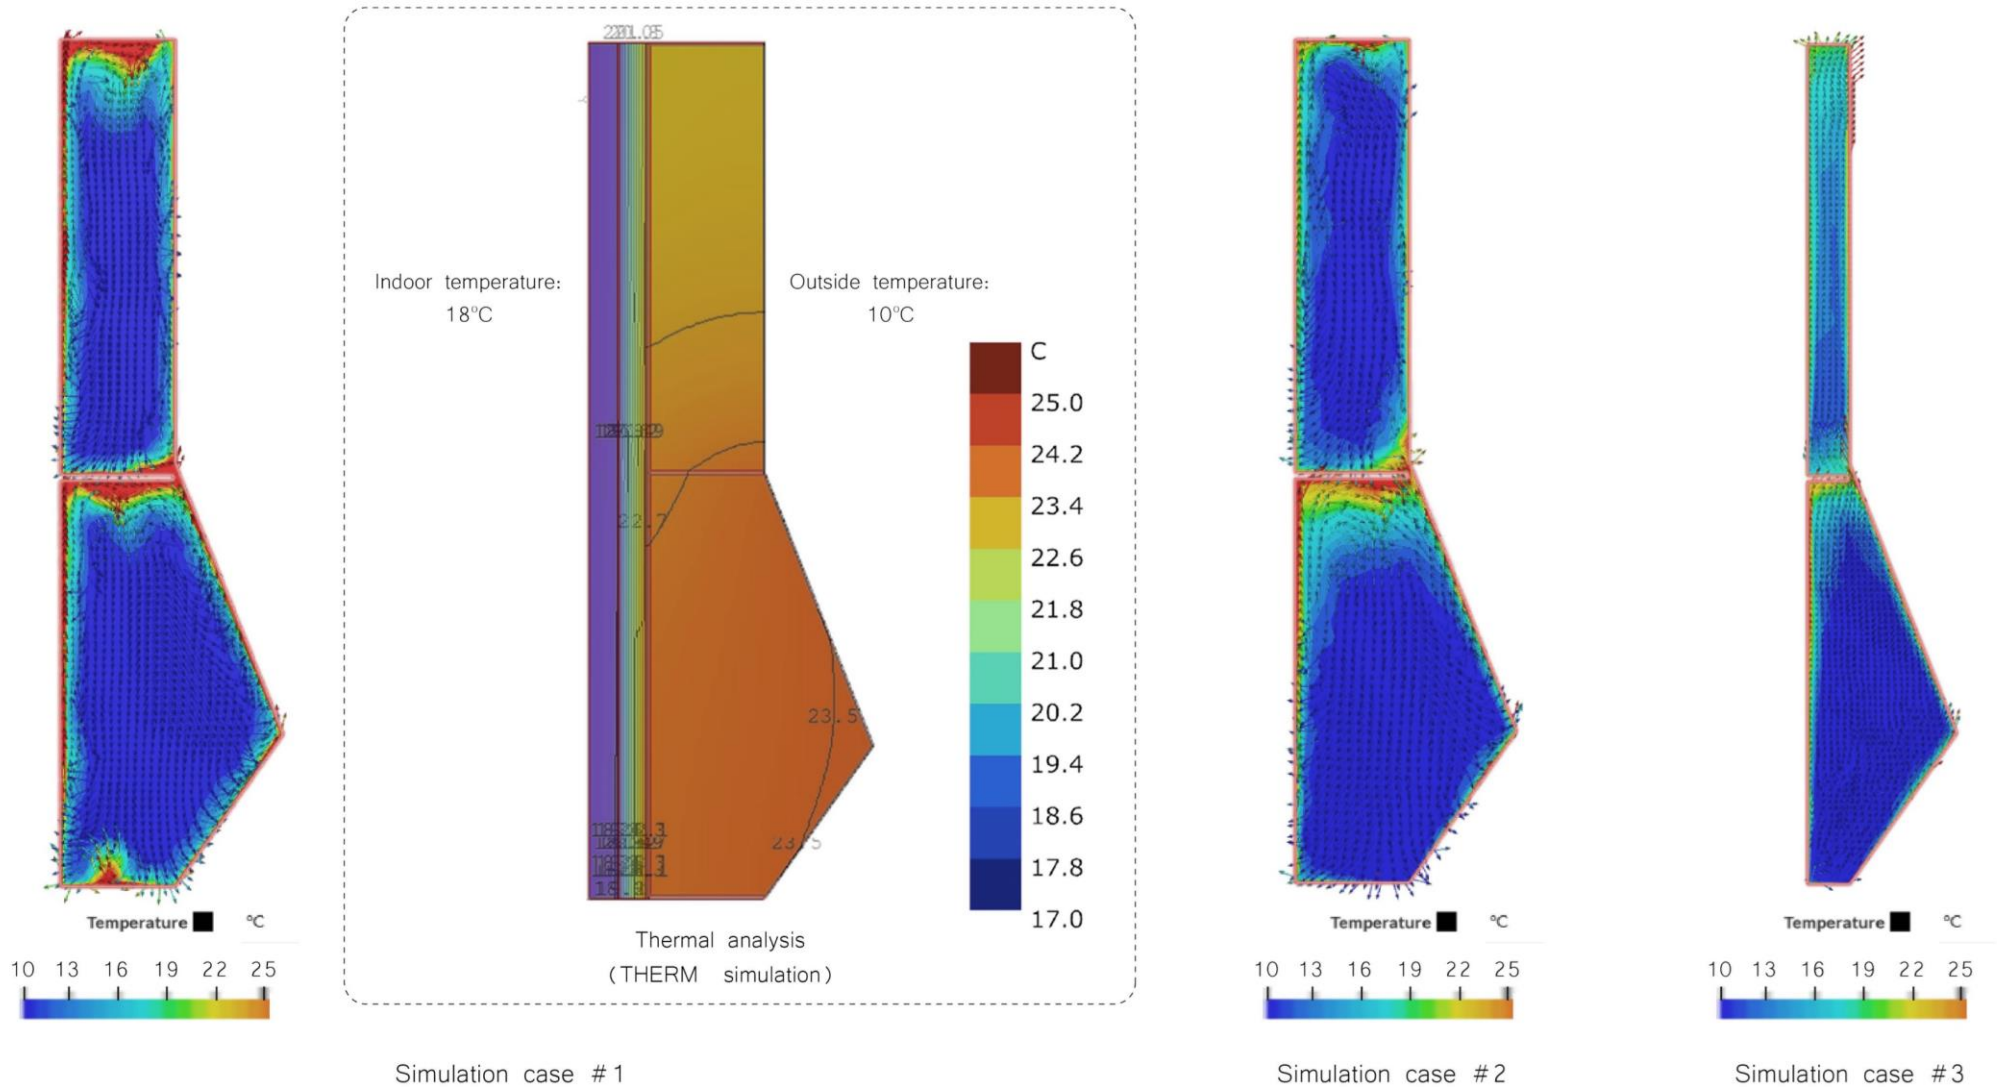 Indoor temperature:
18°C
Outside temperature:
10°C
C
25.0
24.2
23.4
22.6
21.8
21.0
20.2
19.4
18.6
17.8
17.0
22.7
23.5
23.5
Thermal analysis
(THERM simulation)
Temperature °C
10 13 16 19 22 25
Simulation case #1
Temperature °C
10 13 16 19 22 25
Simulation case #2
Temperature °C
10 13 16 19 22 25
Simulation case #3